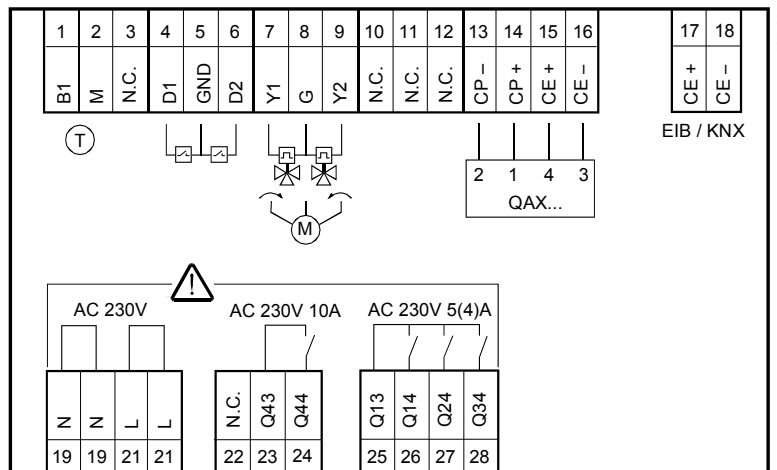 1 2 3 4 5 6 7 8 9 10 11 12 13 14 15 16 17 18
B1 M N.C. D1 GND D2 Y1 G Y2 N.C. N.C. N.C. CP – CP + CE + CE – CE + CE –
T
EIB / KNX
2 1 4 3
QAX...
M
AC 230V AC 230V 10A AC 230V 5(4)A
N N L L N.C. Q43 Q44 Q13 Q14 Q24 Q34
19 19 21 21 22 23 24 25 26 27 28